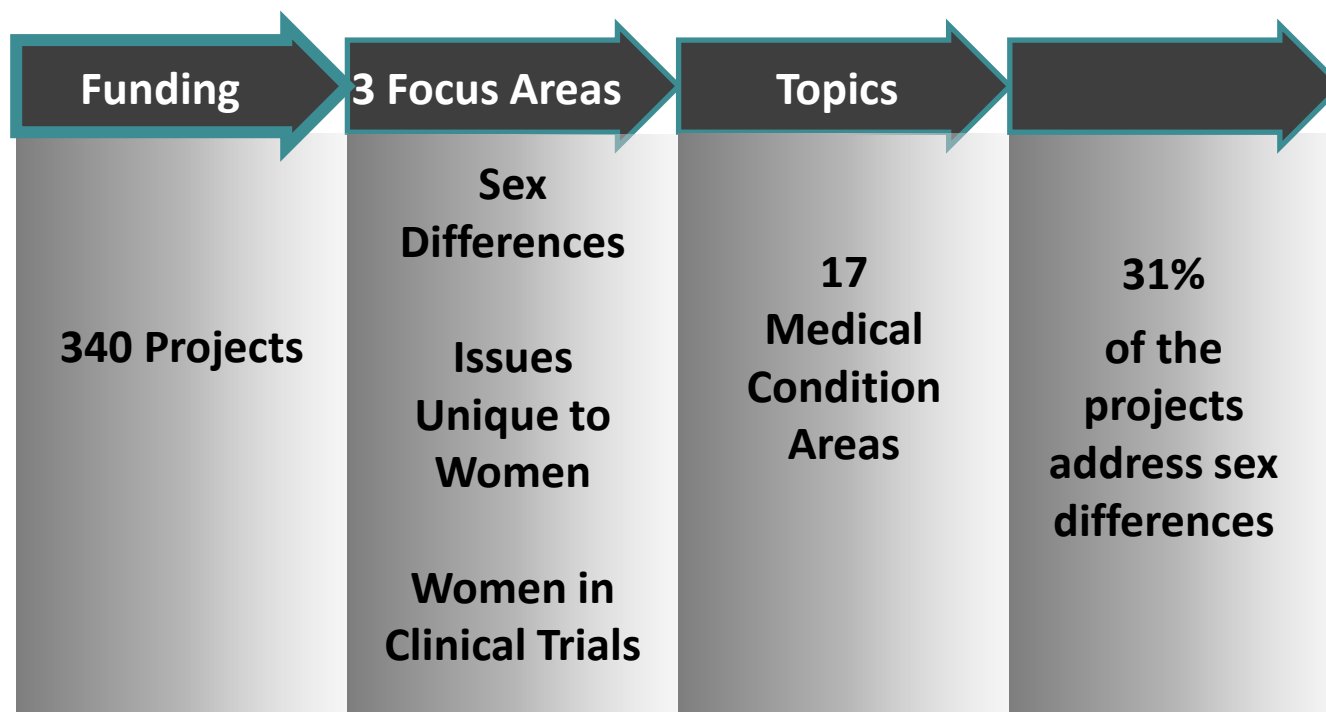 Funding
340 Projects
3 Focus Areas
Sex
Differences
Issues
Unique to
Women
Women in
Clinical Trials
Topics
17
Medical
Condition
Areas
31%
of the
projects
address sex
differences